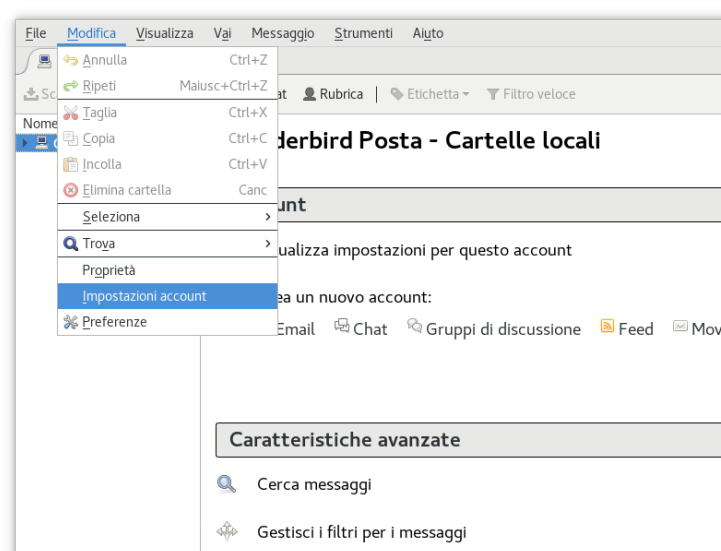 File Modifica Visualizza Vai Messaggio Strumenti Aiuto
Annulla Ctrl+Z
Ripeti Maiusc+Ctrl+Z
Taglia Ctrl+X
Copia Ctrl+C
Incolla Ctrl+V
Elimina cartella Canc
Seleziona
Trova
Proprietà
Impostazioni account
Preferenze
Rubrica Etichetta Filtro veloce
Nome
derbird Posta - Cartelle locali
unt
ualizza impostazioni per questo account
ea un nuovo account:
Email Chat Gruppi di discussione Feed Mov
Caratteristiche avanzate
Cerca messaggi
Gestisci i filtri per i messaggi